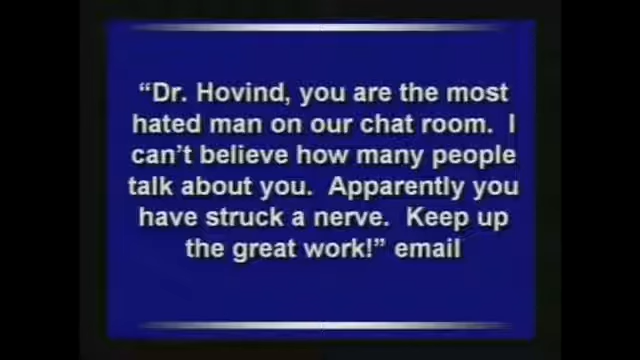 “Dr. Hovind, you are the most
hated man on our chat room.  I
can’t believe how many people
talk about you.  Apparently you
have struck a nerve.  Keep up
the great work!” email